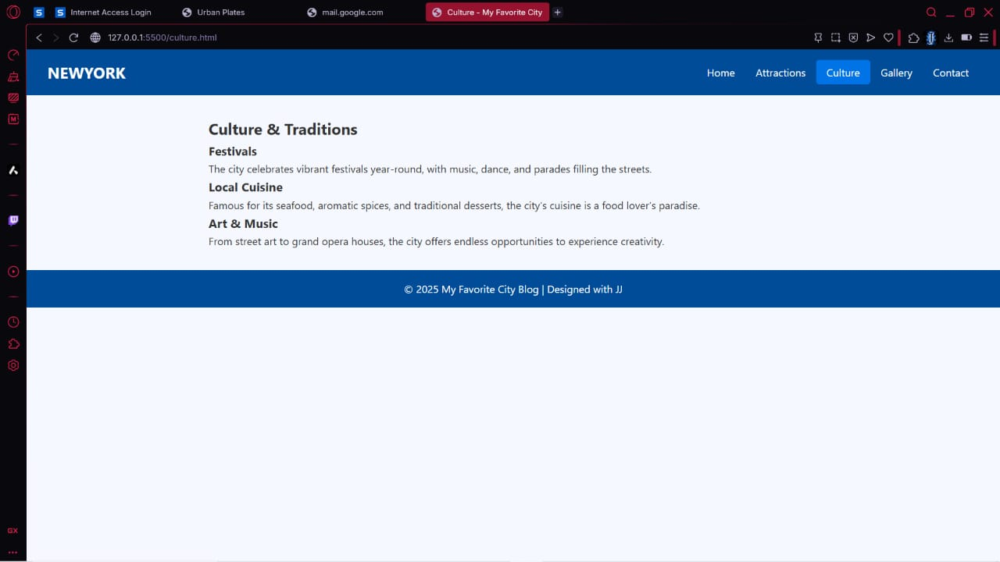 Internet Access Login
Urban Plates
mail.google.com
Culture - My Favorite City
127.0.0.1:5500/culture.html
NEWYORK
Home
Attractions
Culture
Gallery
Contact
Culture & Traditions
Festivals
The city celebrates vibrant festivals year-round, with music, dance, and parades filling the streets.
Local Cuisine
Famous for its seafood, aromatic spices, and traditional desserts, the city's cuisine is a food lover's paradise.
Art & Music
From street art to grand opera houses, the city offers endless opportunities to experience creativity.
© 2025 My Favorite City Blog | Designed with JJ
GX